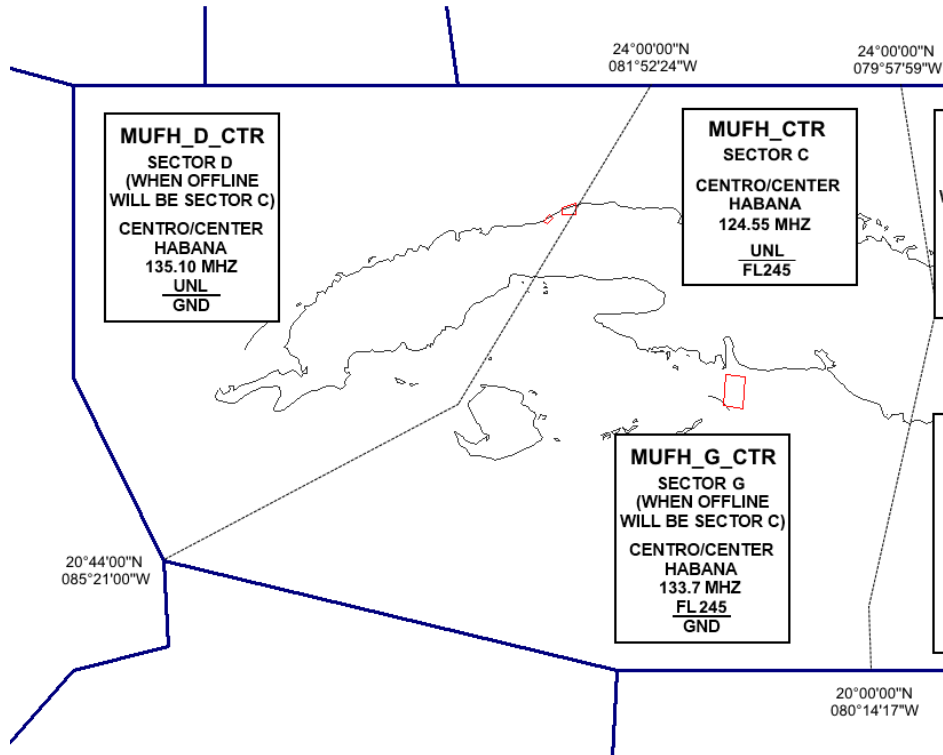 24°00'00"N
081°52'24"W
24°00'00"N
079°57'59"W
MUFH_D_CTR
SECTOR D
(WHEN OFFLINE
WILL BE SECTOR C)
CENTRO/CENTER
HABANA
135.10 MHZ
UNL
GND
MUFH_CTR
SECTOR C
CENTRO/CENTER
HABANA
124.55 MHZ
UNL
FL245
MUFH_G_CTR
SECTOR G
(WHEN OFFLINE
WILL BE SECTOR C)
CENTRO/CENTER
HABANA
133.7 MHZ
FL245
GND
20°44'00"N
085°21'00"W
20°00'00"N
080°14'17"W